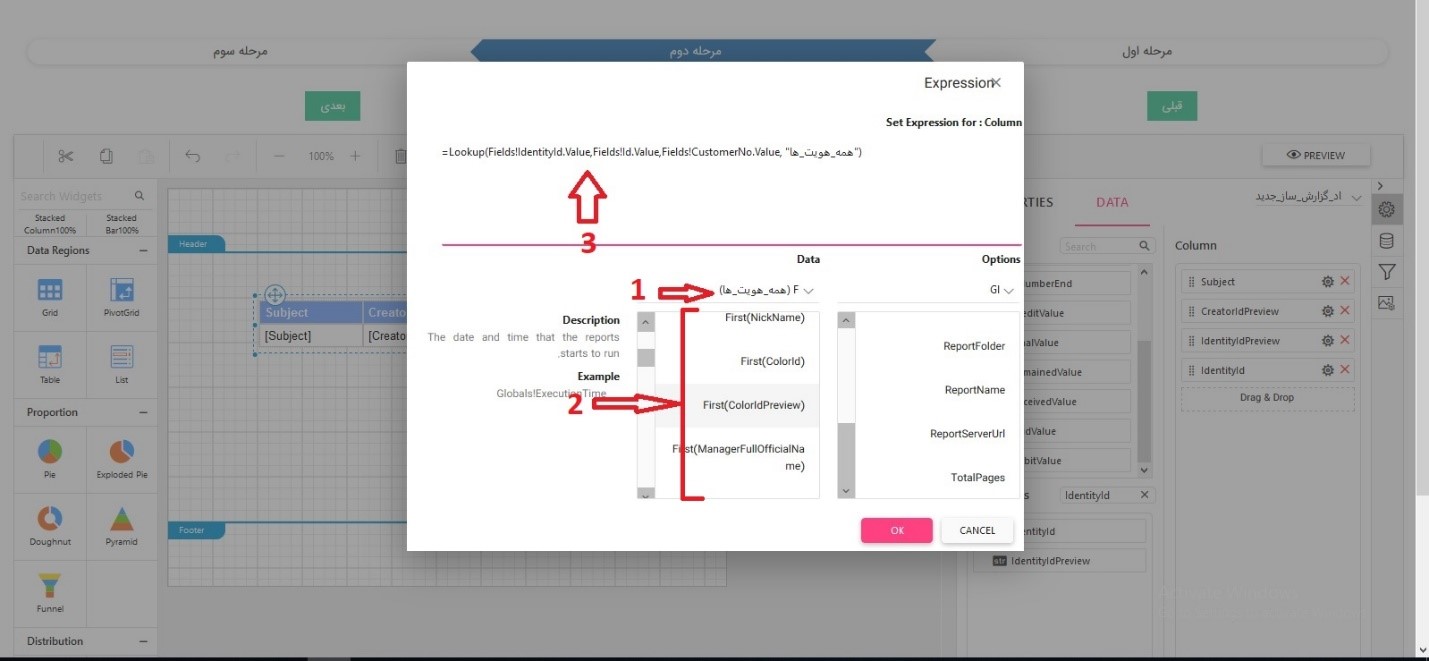 مرحله اول
مرحله دوم
مرحله سوم
قبلی
بعدی
100%
PREVIEW
Search Widgets
Stacked Column100%
Stacked Bar100%
Data Regions
Grid
PivotGrid
Table
List
Proportion
Pie
Exploded Pie
Doughnut
Pyramid
Funnel
Distribution
Header
Subject
Creato
[Subject]
[Creato
Footer
Expression
Set Expression for : Column
=Lookup(Fields!IdentityId.Value,Fields!Id.Value,Fields!CustomerNo.Value, "همه_هویت_ها")
3
Data
Options
1
F (همه_هویت_ها)
Gl
Description
The date and time that the reports
.starts to run
Example
Globals!ExecutionTime
2
First(NickName)
First(ColorId)
First(ColorIdPreview)
First(ManagerFullOfficialNa
me)
ReportFolder
ReportName
ReportServerUrl
TotalPages
OK
CANCEL
RTIES
DATA
اد_گزارش_ساز_جدید
Search
umberEnd
editValue
alValue
mainedValue
ceivedValue
dValue
bitValue
s
IdentityId
entityId
str IdentityIdPreview
Column
Subject
CreatorIdPreview
IdentityIdPreview
IdentityId
Drag & Drop